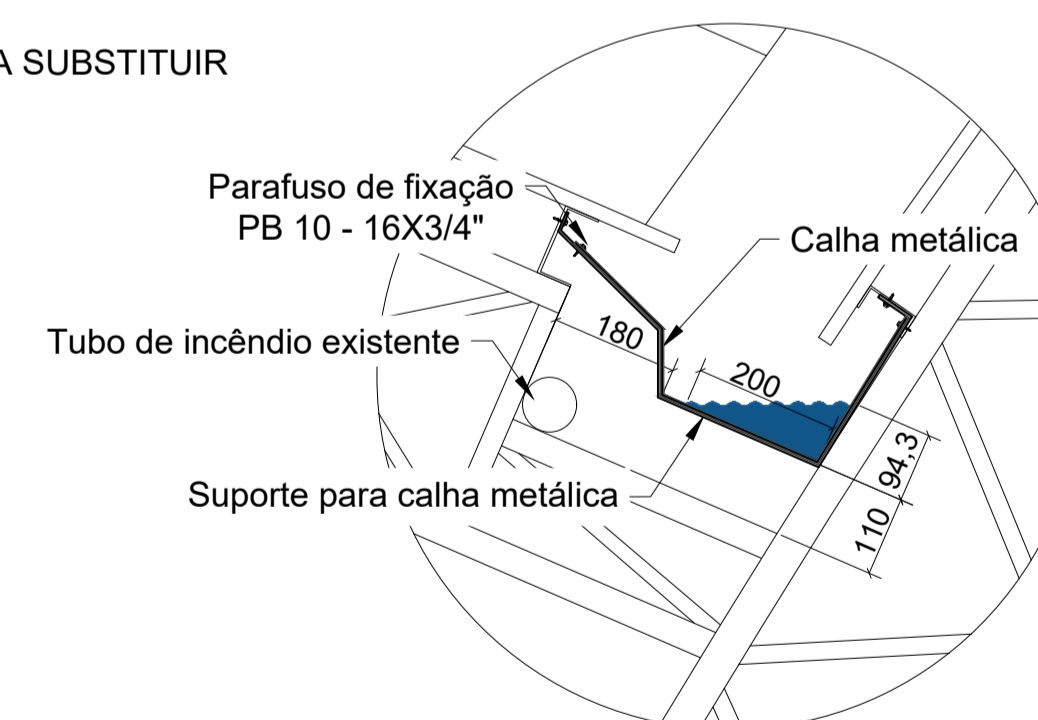 A SUBSTITUIR
Parafuso de fixação
PB 10 - 16X3/4"
Calha metálica
Tubo de incêndio existente
180
200
94,3
Suporte para calha metálica
110